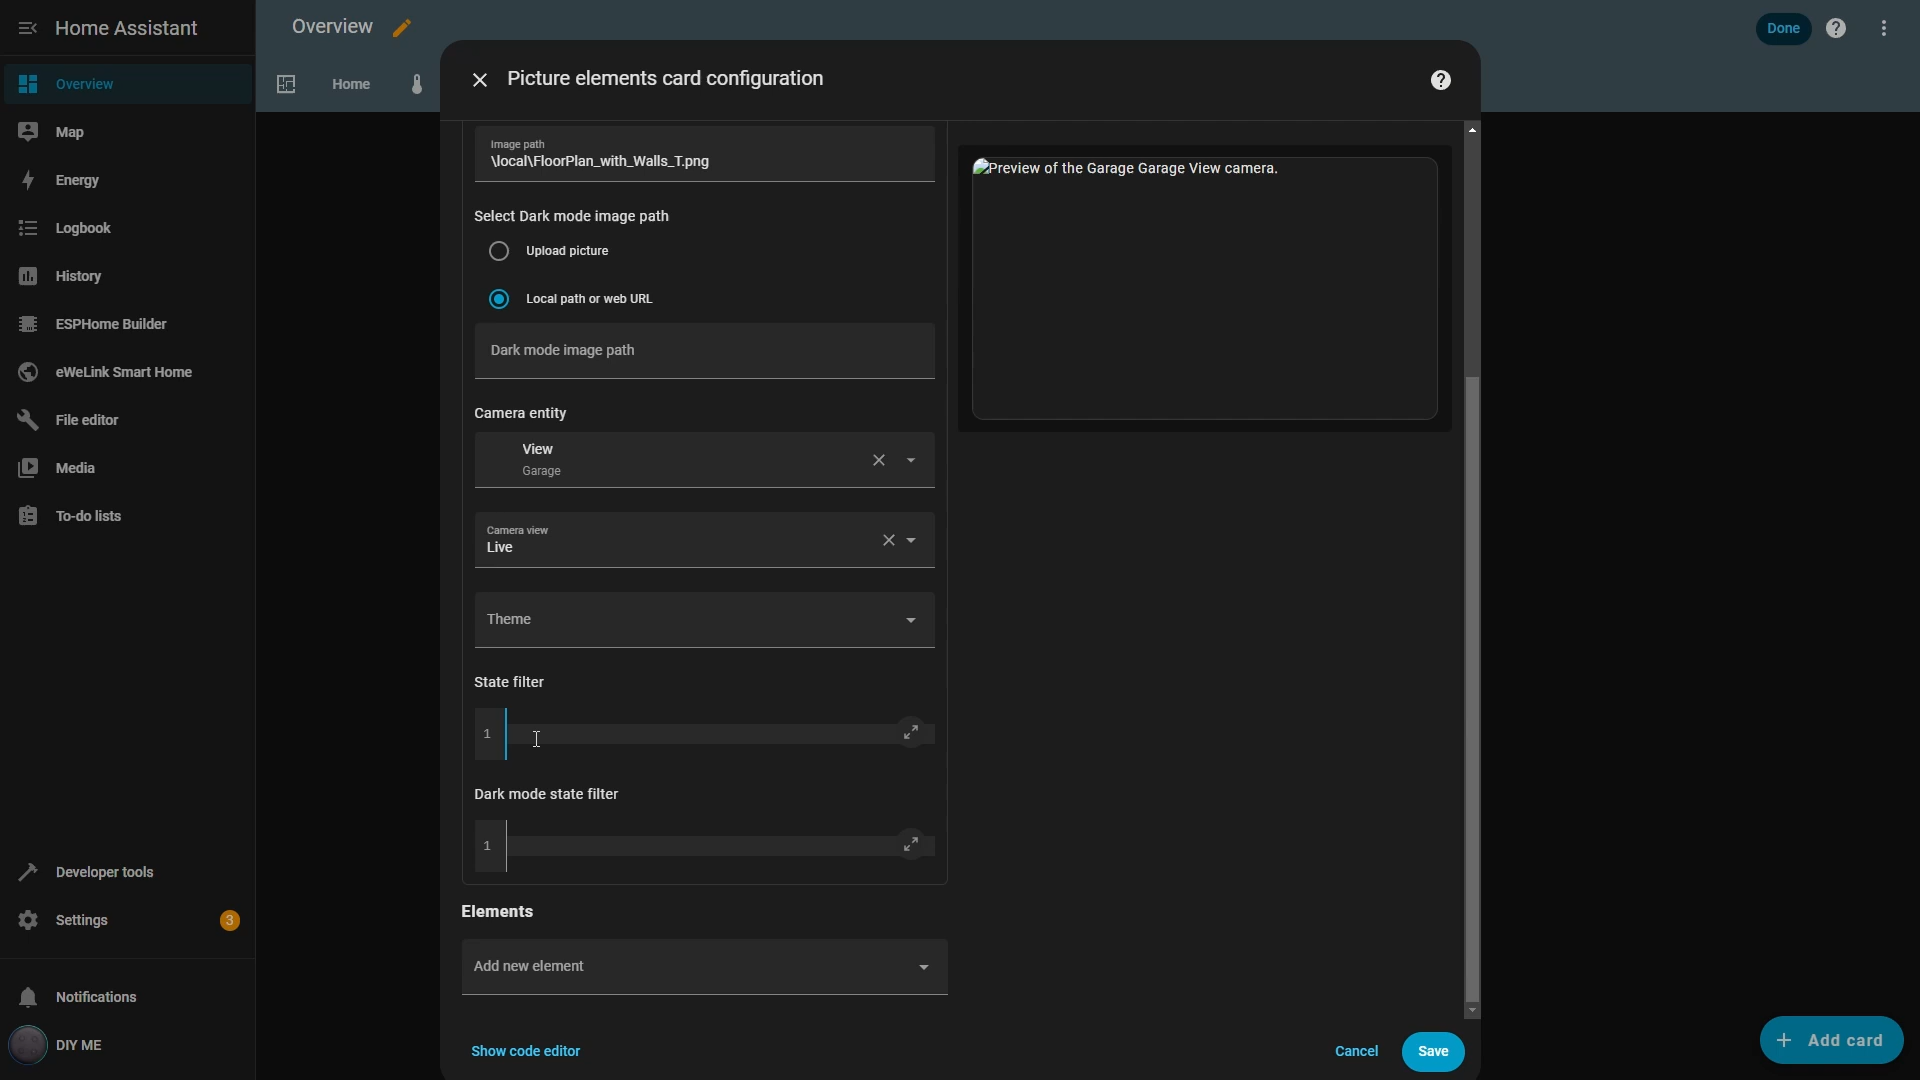 Home Assistant
Overview
Map
Energy
Logbook
History
ESPHome Builder
eWeLink Smart Home
File editor
Media
To-do lists
Developer tools
Settings
3
Notifications
DIY ME
Overview
Done
Home
Picture elements card configuration
Image path
\local\FloorPlan_with_Walls_T.png
Select Dark mode image path
Upload picture
Local path or web URL
Dark mode image path
Camera entity
View
Garage
Camera view
Live
Theme
State filter
1
Dark mode state filter
1
Elements
Add new element
Show code editor
Cancel
Save
Preview of the Garage Garage View camera.
Add card